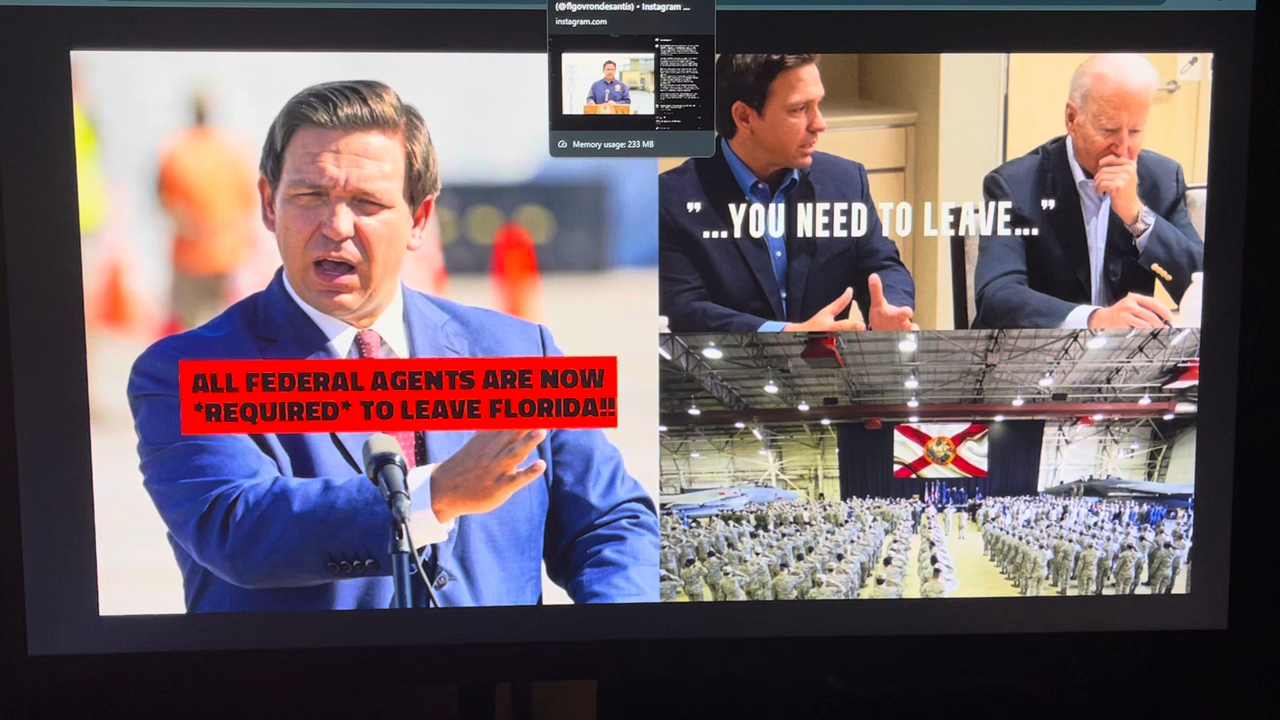 (@flgovrondesantis) • Instagram ...
instagram.com
Memory usage: 233 MB
ALL FEDERAL AGENTS ARE NOW
*REQUIRED* TO LEAVE FLORIDA!!
"...YOU NEED TO LEAVE..."